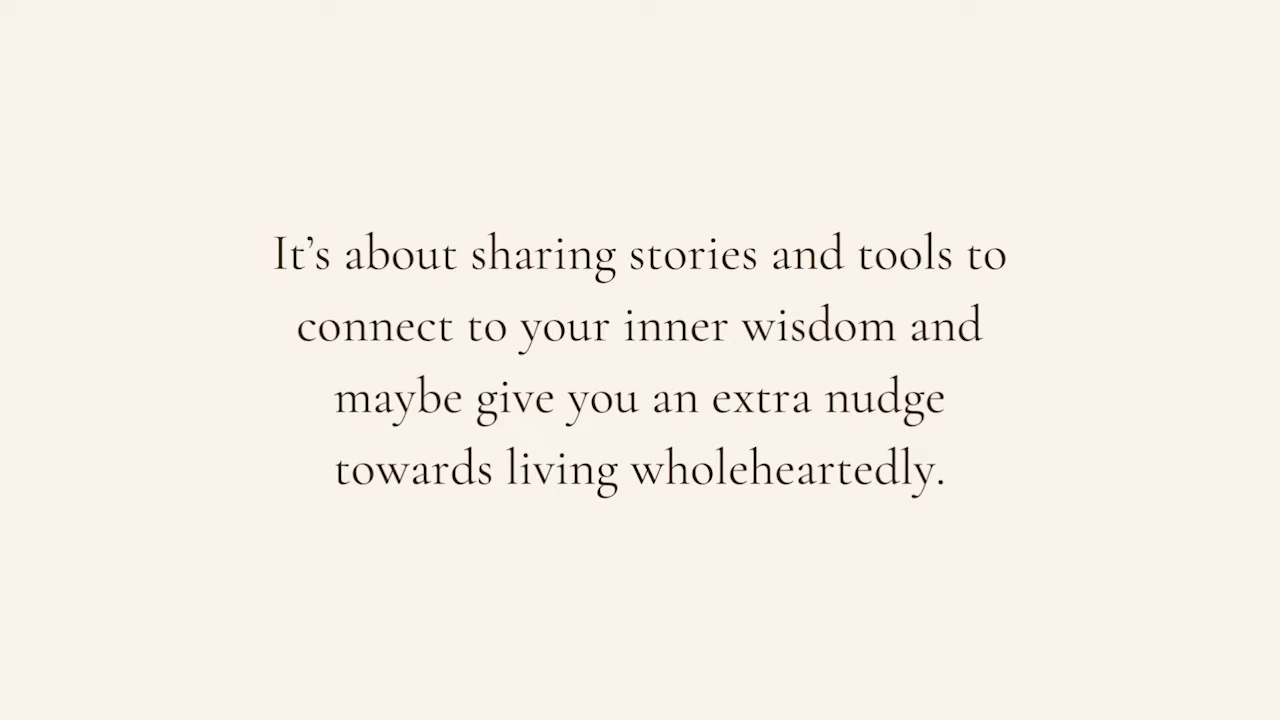 It’s about sharing stories and tools to
connect to your inner wisdom and
maybe give you an extra nudge
towards living wholeheartedly.